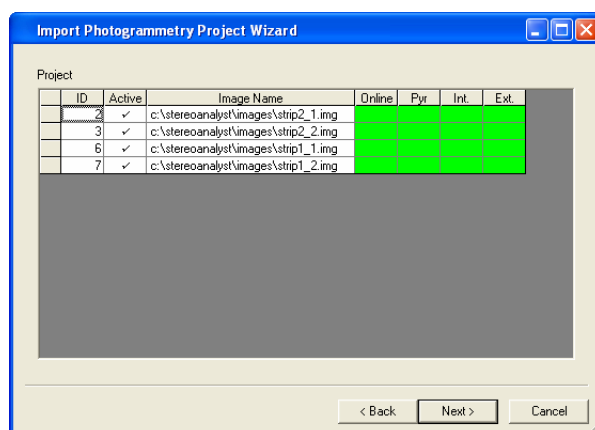 Import Photogrammetry Project Wizard
Project
ID Active Image Name Online Pyr Int. Ext.
2 ✓ c:\stereoanalyst\images\strip2_1.img
3 ✓ c:\stereoanalyst\images\strip2_2.img
6 ✓ c:\stereoanalyst\images\strip1_1.img
7 ✓ c:\stereoanalyst\images\strip1_2.img
< Back Next > Cancel